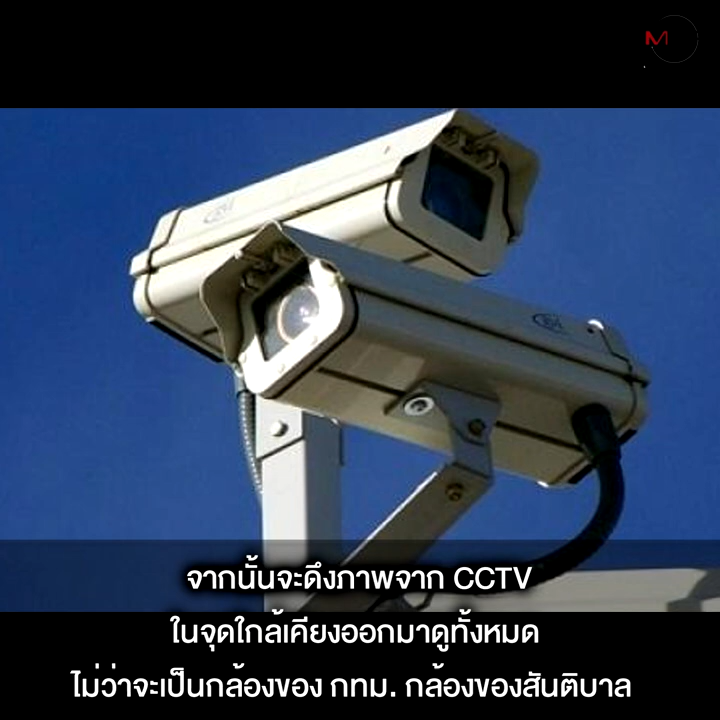 M
จากนั้นจะดึงภาพจาก CCTV
ในจุดใกล้เคียงออกมาดูทั้งหมด
ไม่ว่าจะเป็นกล้องของ กทม. กล้องของสันติบาล